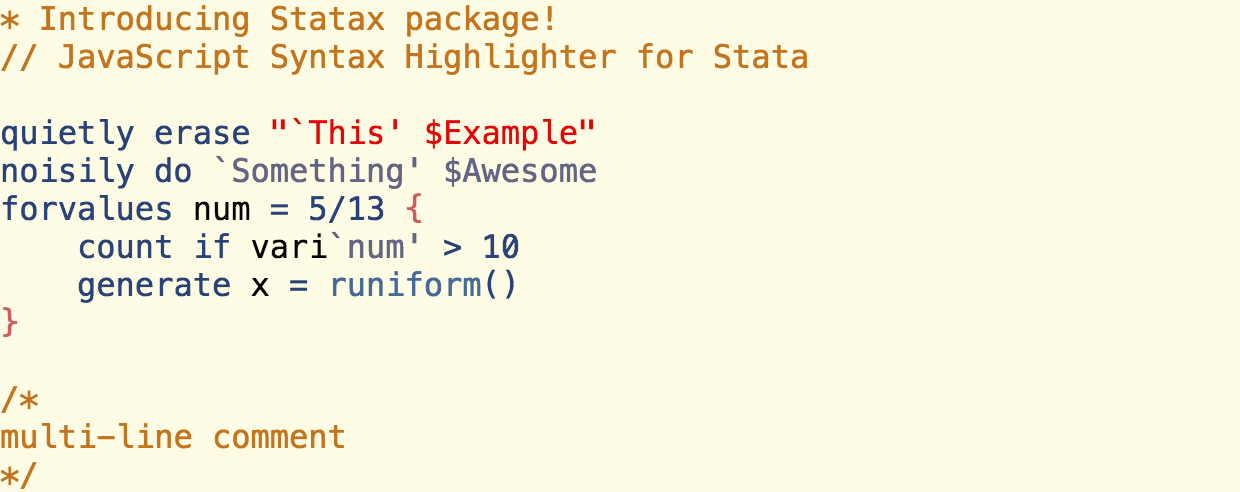 * Introducing Statax package!
// JavaScript Syntax Highlighter for Stata
quietly erase "`This' $Example"
noisily do `Something' $Awesome
forvalues num = 5/13 {
    count if vari`num' > 10
    generate x = runiform()
}
/*
multi-line comment
*/